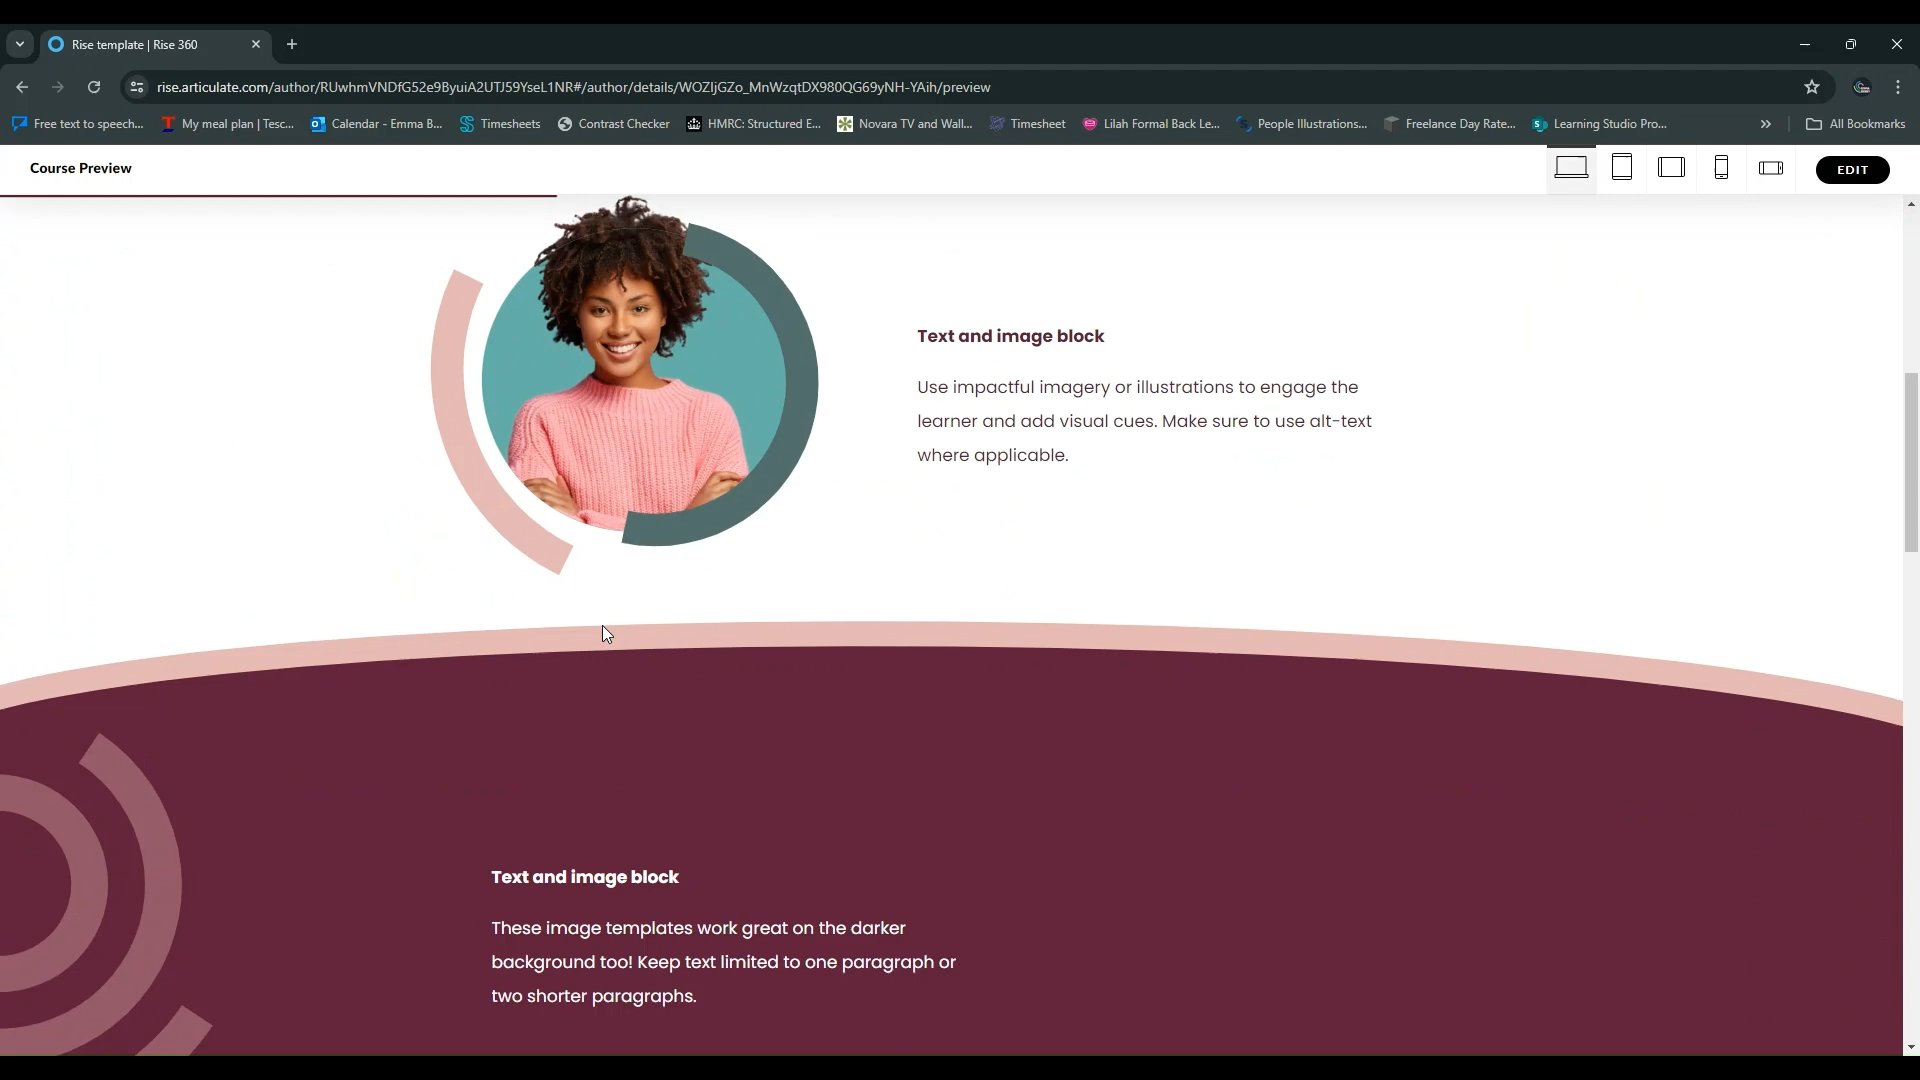 Rise template | Rise 360
rise.articulate.com/author/RUwhmVNDfG52e9ByuiA2UTJ59YseL1NR#/author/details/WOZljGZo_MnWzqtDX980QG69yNH-YAih/preview
Free text to speech... My meal plan | Tesc... Calendar - Emma B... Timesheets Contrast Checker HMRC: Structured E... Novara TV and Wall... Timesheet Lilah Formal Back Le... People Illustrations... Freelance Day Rate... Learning Studio Pro... All Bookmarks
Course Preview
EDIT
Text and image block
Use impactful imagery or illustrations to engage the
learner and add visual cues. Make sure to use alt-text
where applicable.
Text and image block
These image templates work great on the darker
background too! Keep text limited to one paragraph or
two shorter paragraphs.